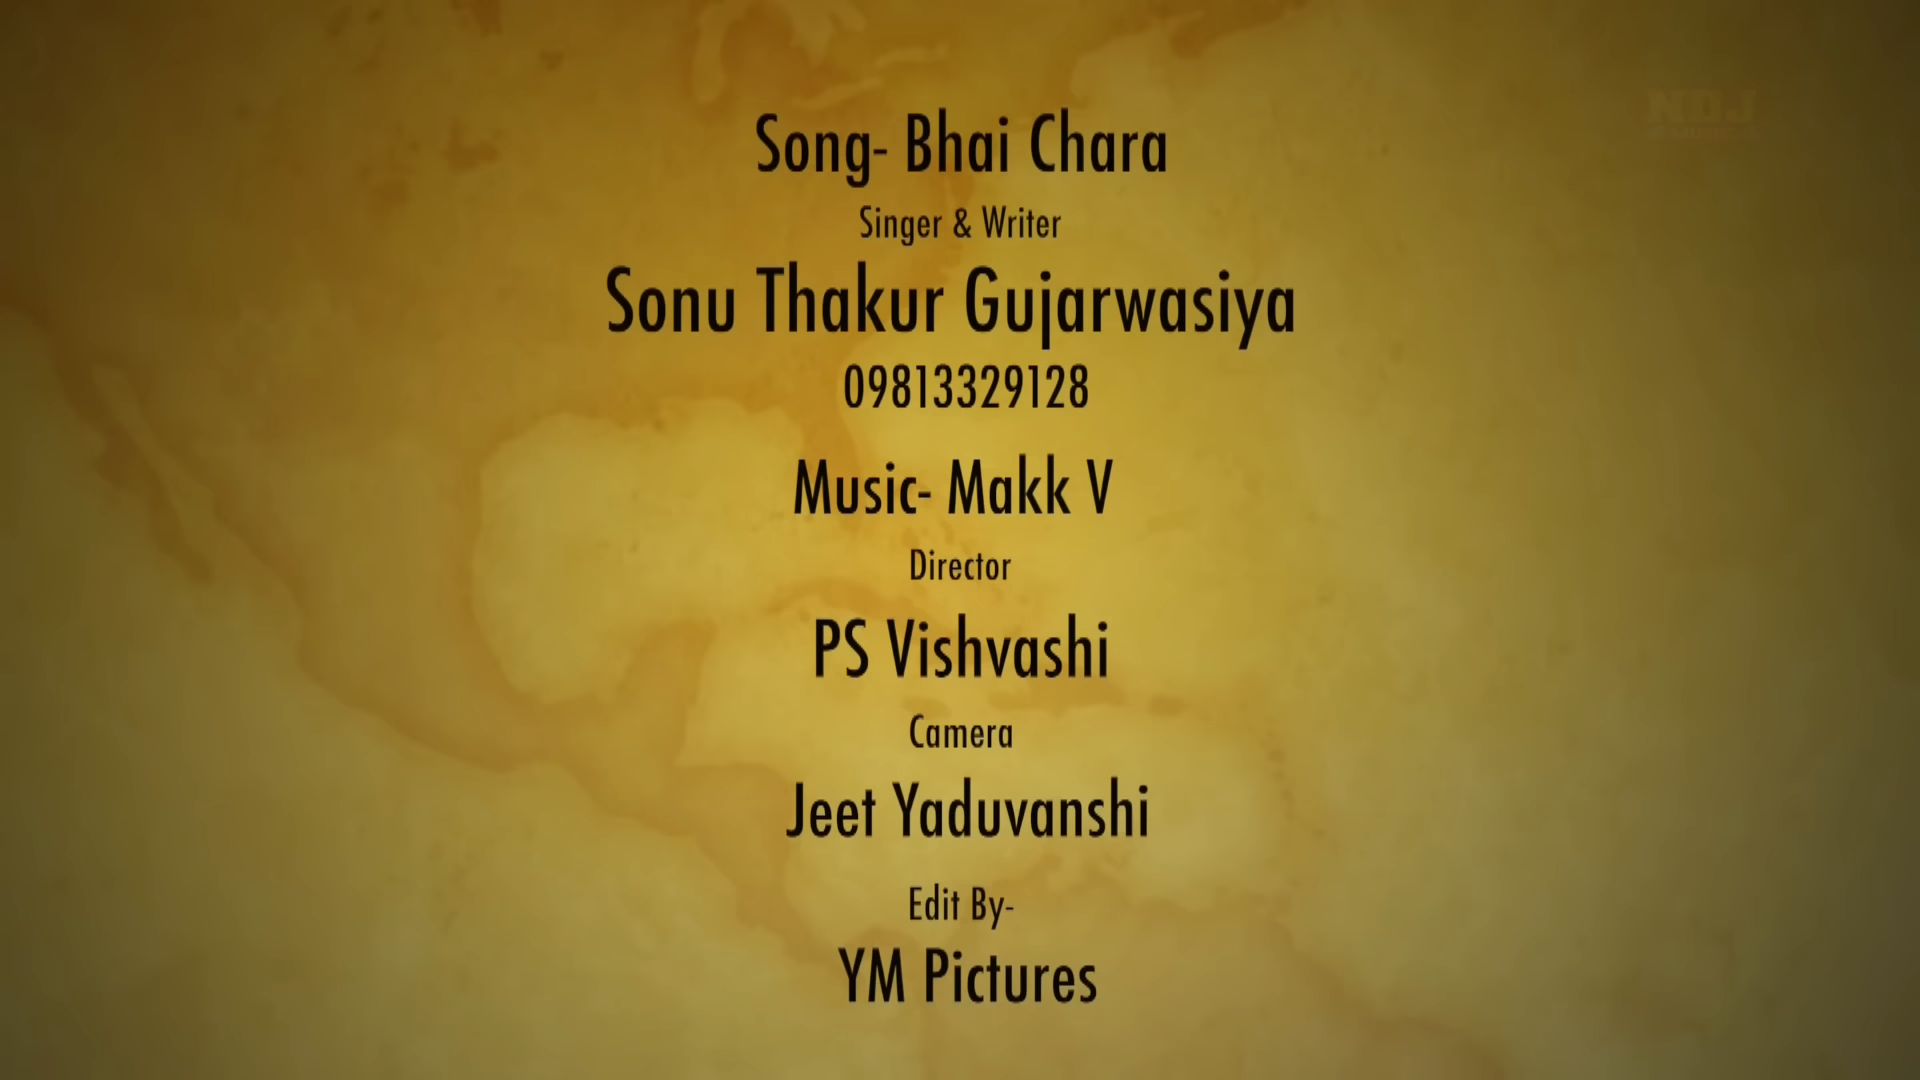 Song- Bhai Chara
NDJ
Singer & Writer
Sonu Thakur Gujarwasiya
09813329128
Music- Makk V
Director
PS Vishvashi
Camera
Jeet Yaduvanshi
Edit By-
YM Pictures